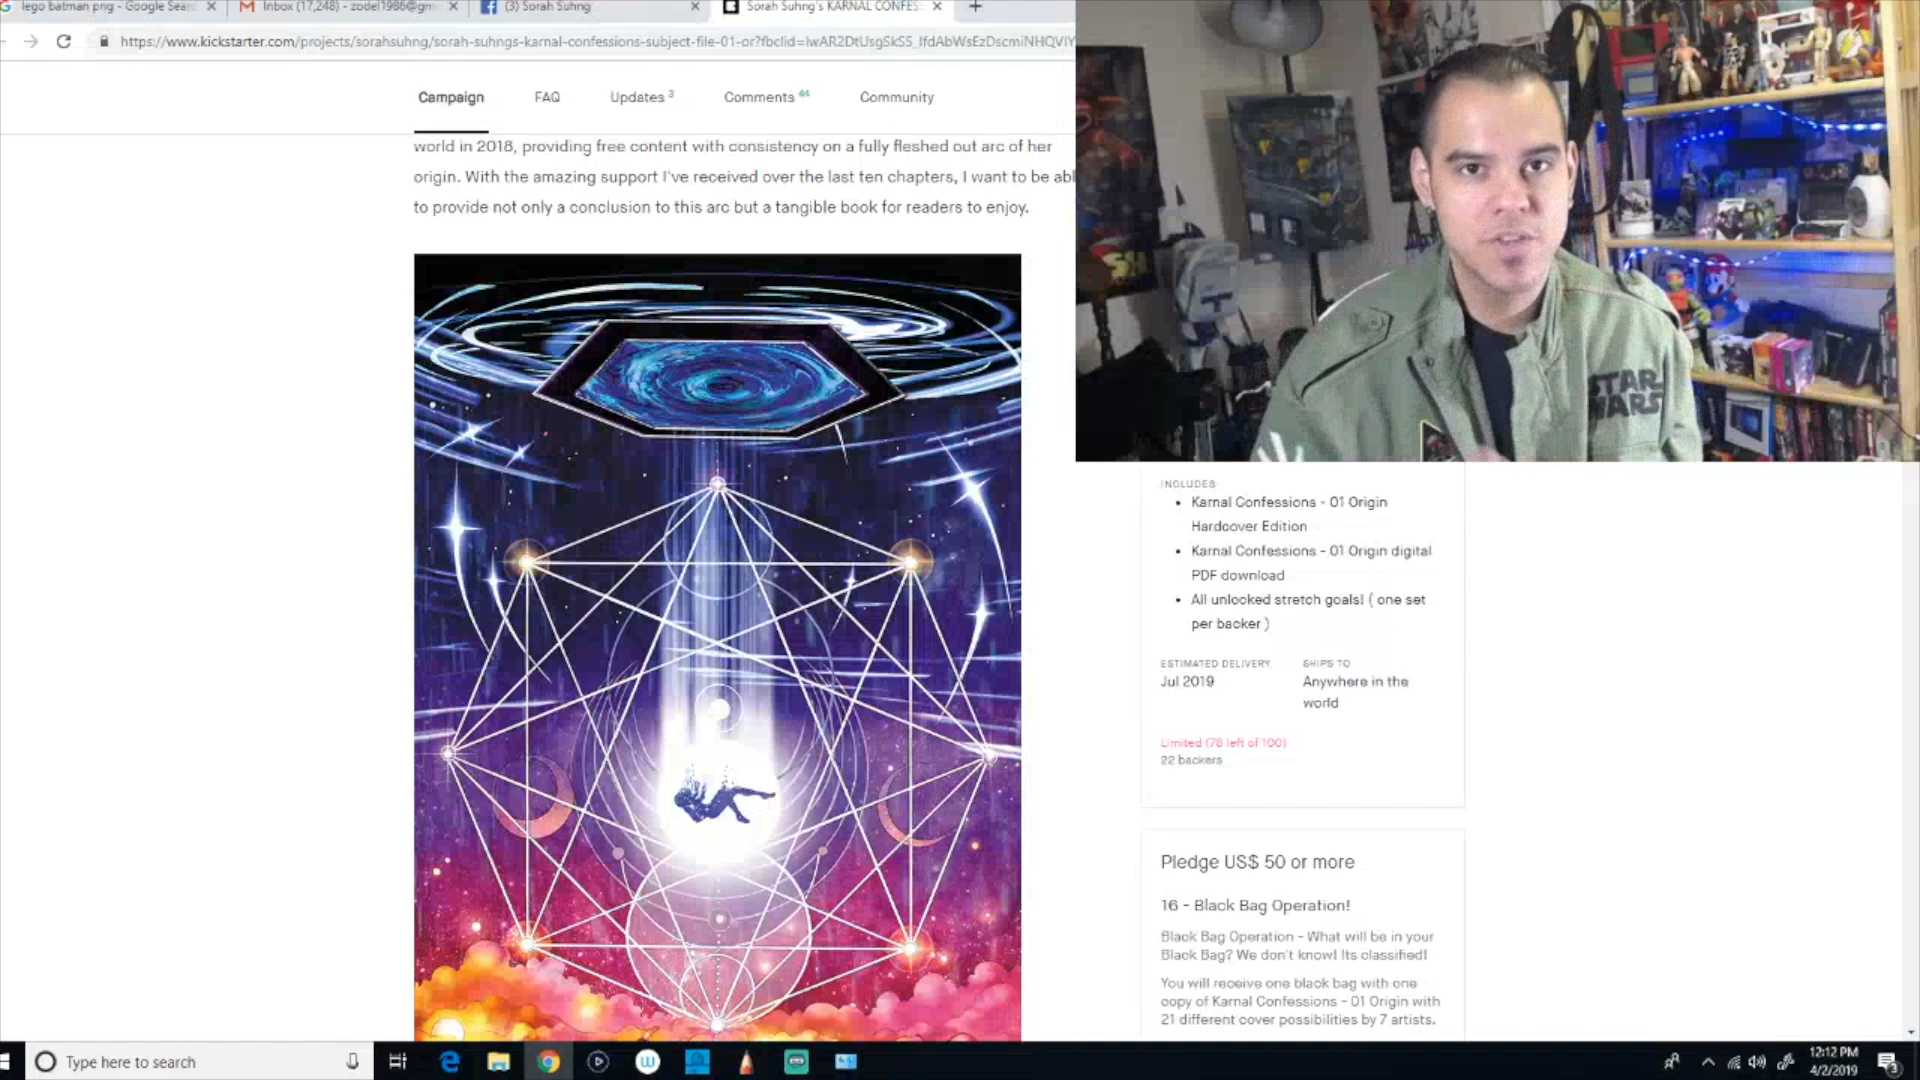 lego batman png - Google Sear
Inbox (17,248) - zodel1986@gm
(3) Sorah Suhng
Sorah Suhng's KARNAL CONFES
https://www.kickstarter.com/projects/sorahsuhng/sorah-suhngs-karnal-confessions-subject-file-01-or?fbclid=
Campaign
FAQ
Updates 3
Comments 44
Community
world in 2018, providing free content with consistency on a fully fleshed out arc of her
origin. With the amazing support I've received over the last ten chapters, I want to be abl
to provide not only a conclusion to this arc but a tangible book for readers to enjoy.
STAR
WARS
INCLUDES:
• Karnal Confessions - 01 Origin
Hardcover Edition
• Karnal Confessions - 01 Origin digital
PDF download
• All unlocked stretch goals! ( one set
per backer )
ESTIMATED DELIVERY
SHIPS TO
Jul 2019
Anywhere in the
world
Limited (78 left of 100)
22 backers
Pledge US$ 50 or more
16 - Black Bag Operation!
Black Bag Operation - What will be in your
Black Bag? We don't know! Its classified!
You will receive one black bag with one
copy of Karnal Confessions - 01 Origin with
21 different cover possibilities by 7 artists.
Type here to search
12:12 PM
4/2/2019
3